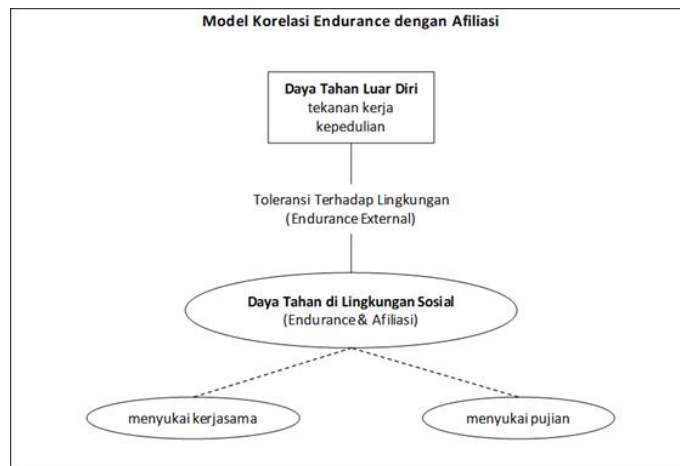 Model Korelasi Endurance dengan Afiliasi
Daya Tahan Luar Diri
tekanan kerja
kepedulian
Toleransi Terhadap Lingkungan
(Endurance External)
Daya Tahan di Lingkungan Sosial
(Endurance & Afiliasi)
menyukai kerjasama
menyukai pujian